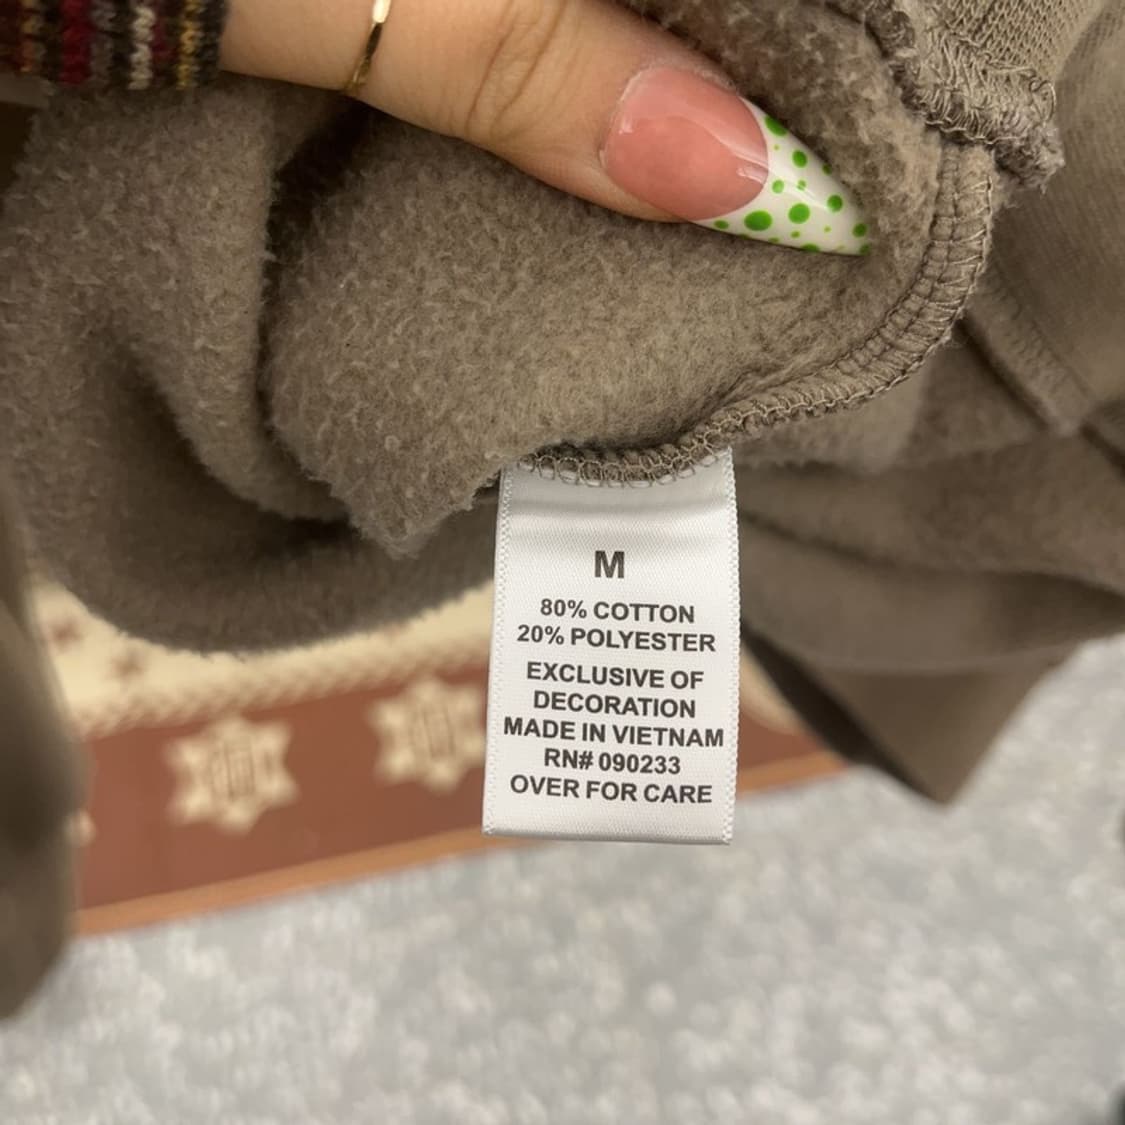 M
80% COTTON
20% POLYESTER
EXCLUSIVE OF
DECORATION
MADE IN VIETNAM
RN# 090233
OVER FOR CARE